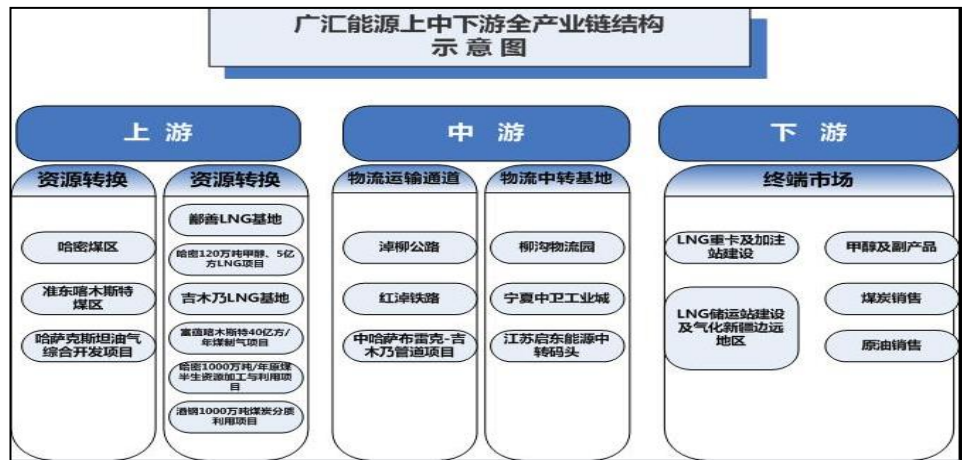 广汇能源上中下游全产业链结构
示 意 图
上 游
中 游
下 游
资源转换
资源转换
物流运输通道
物流中转基地
终端市场
哈密煤区
准东喀木斯特
煤区
哈萨克斯坦油气
综合开发项目
鄯善LNG基地
哈密120万吨甲醇、5亿
方LNG项目
吉木乃LNG基地
富蕴喀木斯特40亿方/
年煤制气项目
哈密1000万吨/年原煤
半生资源加工与利用项
目
酒钢1000万吨煤炭分质
利用项目
淖柳公路
红淖铁路
中哈萨布雷克-吉
木乃管道项目
柳沟物流园
宁夏中卫工业城
江苏启东能源中
转码头
LNG重卡及加注
站建设
LNG储运站建设
及气化新疆边远
地区
甲醇及副产品
煤炭销售
原油销售